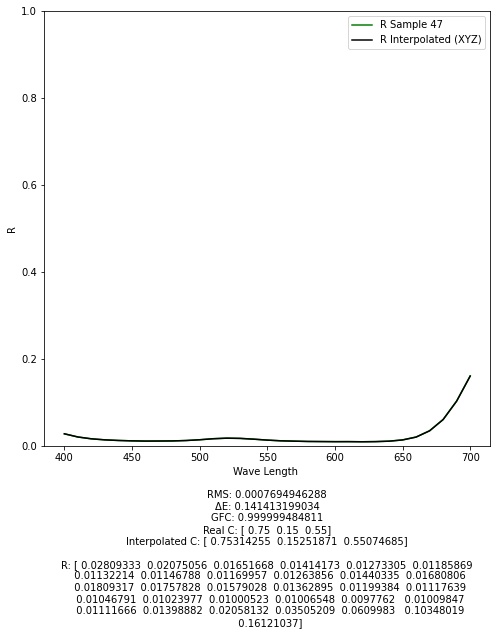 1.0
R Sample 47
R Interpolated (XYZ)
0.8
0.6
R
0.4
0.2
0.0
400 450 500 550 600 650 700
Wave Length
RMS: 0.0007694946288
ΔE: 0.141413199034
GFC: 0.999999484811
Real C: [ 0.75 0.15 0.55]
Interpolated C: [ 0.75314255 0.15251871 0.55074685]
R: [ 0.02809333 0.02075056 0.01651668 0.01414173 0.01273305 0.01185869
0.01132214 0.01146788 0.01169957 0.01263856 0.01440335 0.01680806
0.01809317 0.01757828 0.01579028 0.01362895 0.01199384 0.01117639
0.01046791 0.01023977 0.01000523 0.01006548 0.0097762 0.01009847
0.01111666 0.01398882 0.02058132 0.03505209 0.0609983 0.10348019
0.16121037]